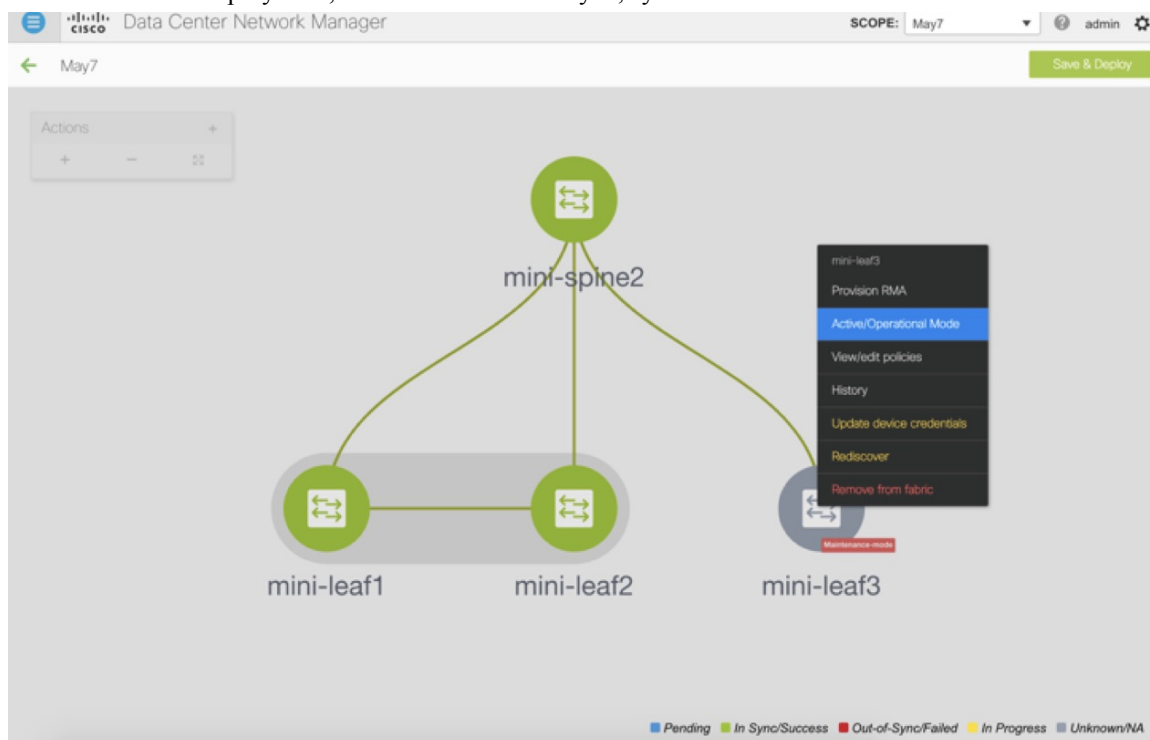 CISCO Data Center Network Manager SCOPE: May7 admin
May7 Save & Deploy
Actions
mini-spine2
mini-leaf3
Provision RMA
Active/Operational Mode
View/edit policies
History
Update device credentials
Rediscover
Remove from fabric
Maintenance-mode
mini-leaf1 mini-leaf2 mini-leaf3
Pending In Sync/Success Out-of-Sync/Failed In Progress Unknown/NA